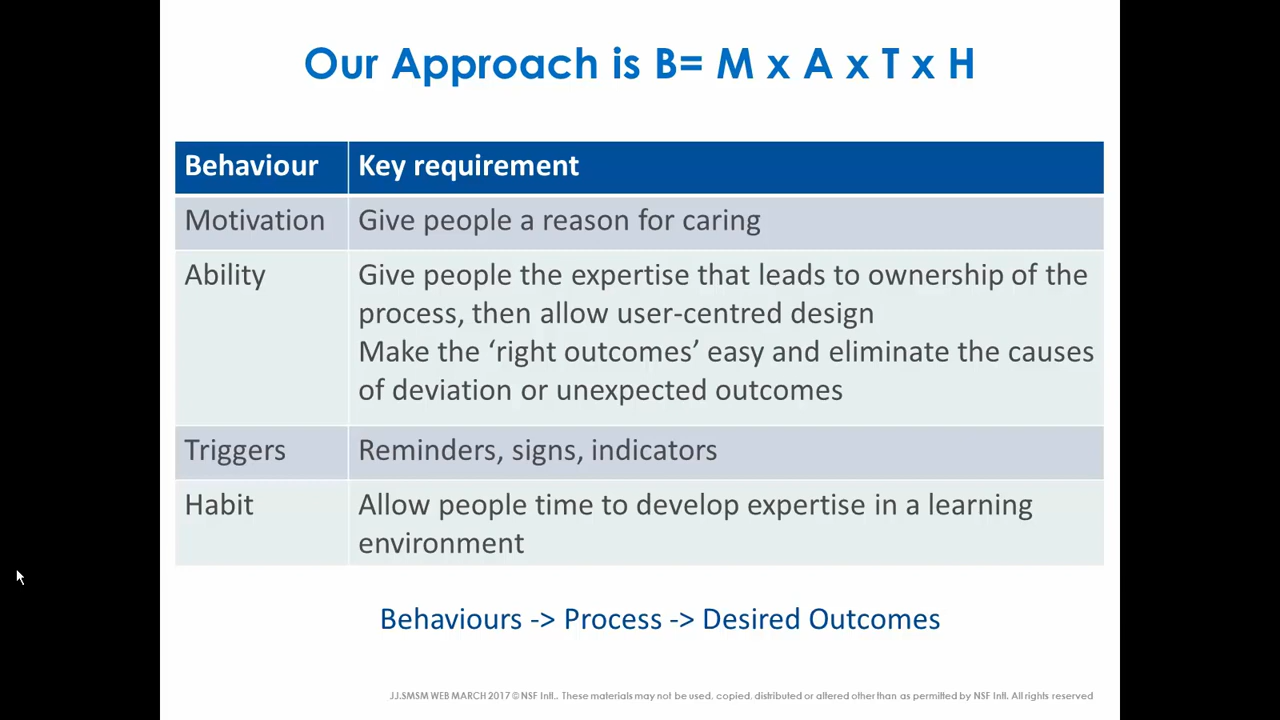 Our Approach is B= M x A x T x H
Behaviour Key requirement
Motivation Give people a reason for caring
Ability Give people the expertise that leads to ownership of the
process, then allow user-centred design
Make the ‘right outcomes’ easy and eliminate the causes
of deviation or unexpected outcomes
Triggers Reminders, signs, indicators
Habit Allow people time to develop expertise in a learning
environment
Behaviours -> Process -> Desired Outcomes
JJ.SMSM WEB MARCH 2017 © NSF Intl.. These materials may not be used, copied, distributed or altered other than as permitted by NSF Intl. All rights reserved